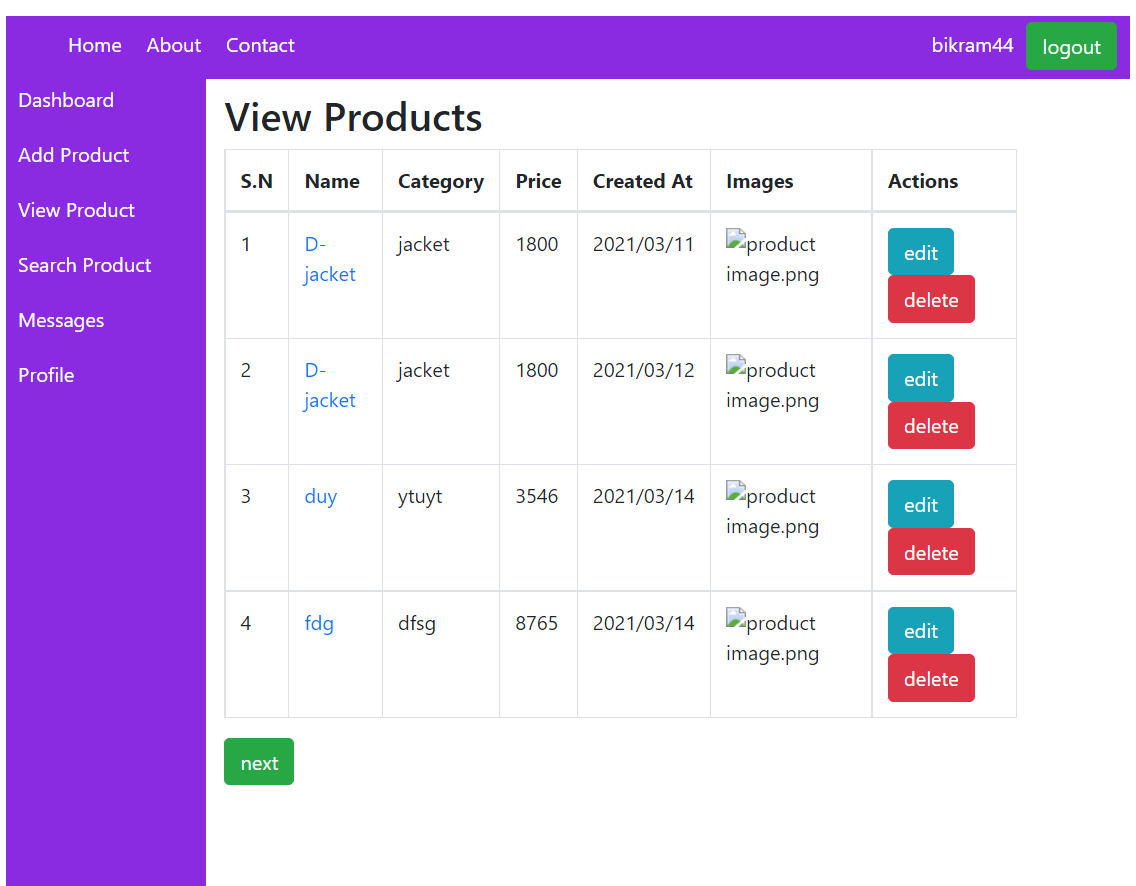 Home About Contact bikram44 logout
Dashboard
Add Product
View Product
Search Product
Messages
Profile
View Products
S.N Name Category Price Created At Images Actions
1 D- jacket 1800 2021/03/11 product edit
jacket image.png delete
2 D- jacket 1800 2021/03/12 product edit
jacket image.png delete
3 duy ytuyt 3546 2021/03/14 product edit
image.png delete
4 fdg dfsg 8765 2021/03/14 product edit
image.png delete
next